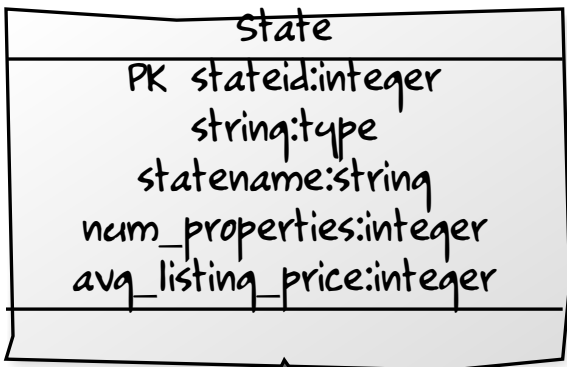 State
PK stateid:integer
string:type
statename:string
num_properties:integer
avg_listing_price:integer